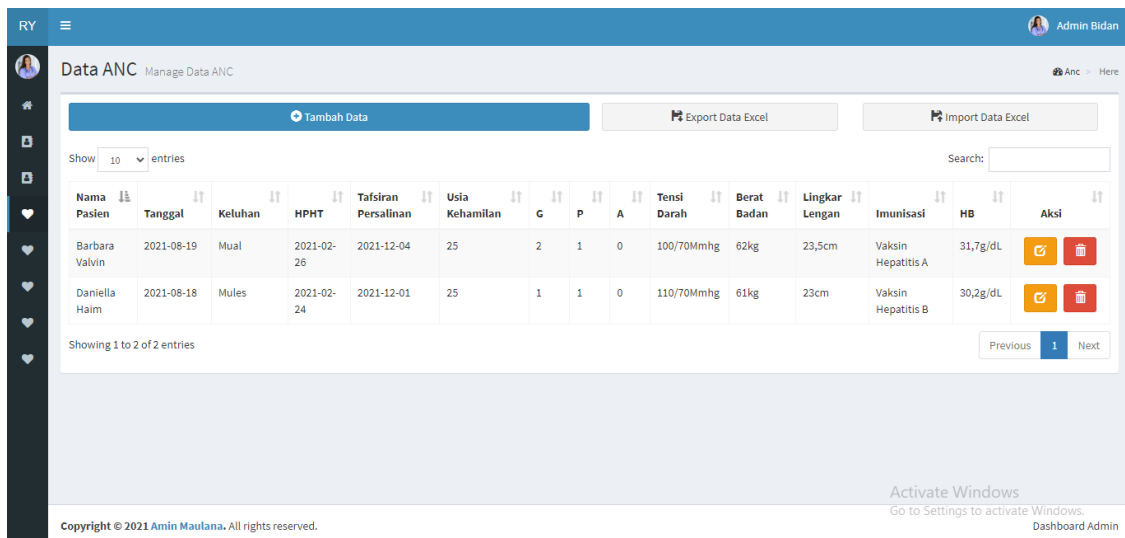 RY
Admin Bidan
Data ANC Manage Data ANC
Anc > Here
Tambah Data
Export Data Excel
Import Data Excel
Show 10 entries
Search:
Nama Pasien Tanggal Keluhan HPHT Tafsiran Persalinan Usia Kehamilan G P A Tensi Darah Berat Badan Lingkar Lengan Imunisasi HB Aksi
Barbara Valvin 2021-08-19 Mual 2021-02-26 2021-12-04 25 2 1 0 100/70Mmhg 62kg 23,5cm Vaksin Hepatitis A 31,7g/dL
Daniella Haim 2021-08-18 Mules 2021-02-24 2021-12-01 25 1 1 0 110/70Mmhg 61kg 23cm Vaksin Hepatitis B 30,2g/dL
Showing 1 to 2 of 2 entries
Previous 1 Next
Activate Windows
Go to Settings to activate Windows.
Copyright © 2021 Amin Maulana. All rights reserved.
Dashboard Admin